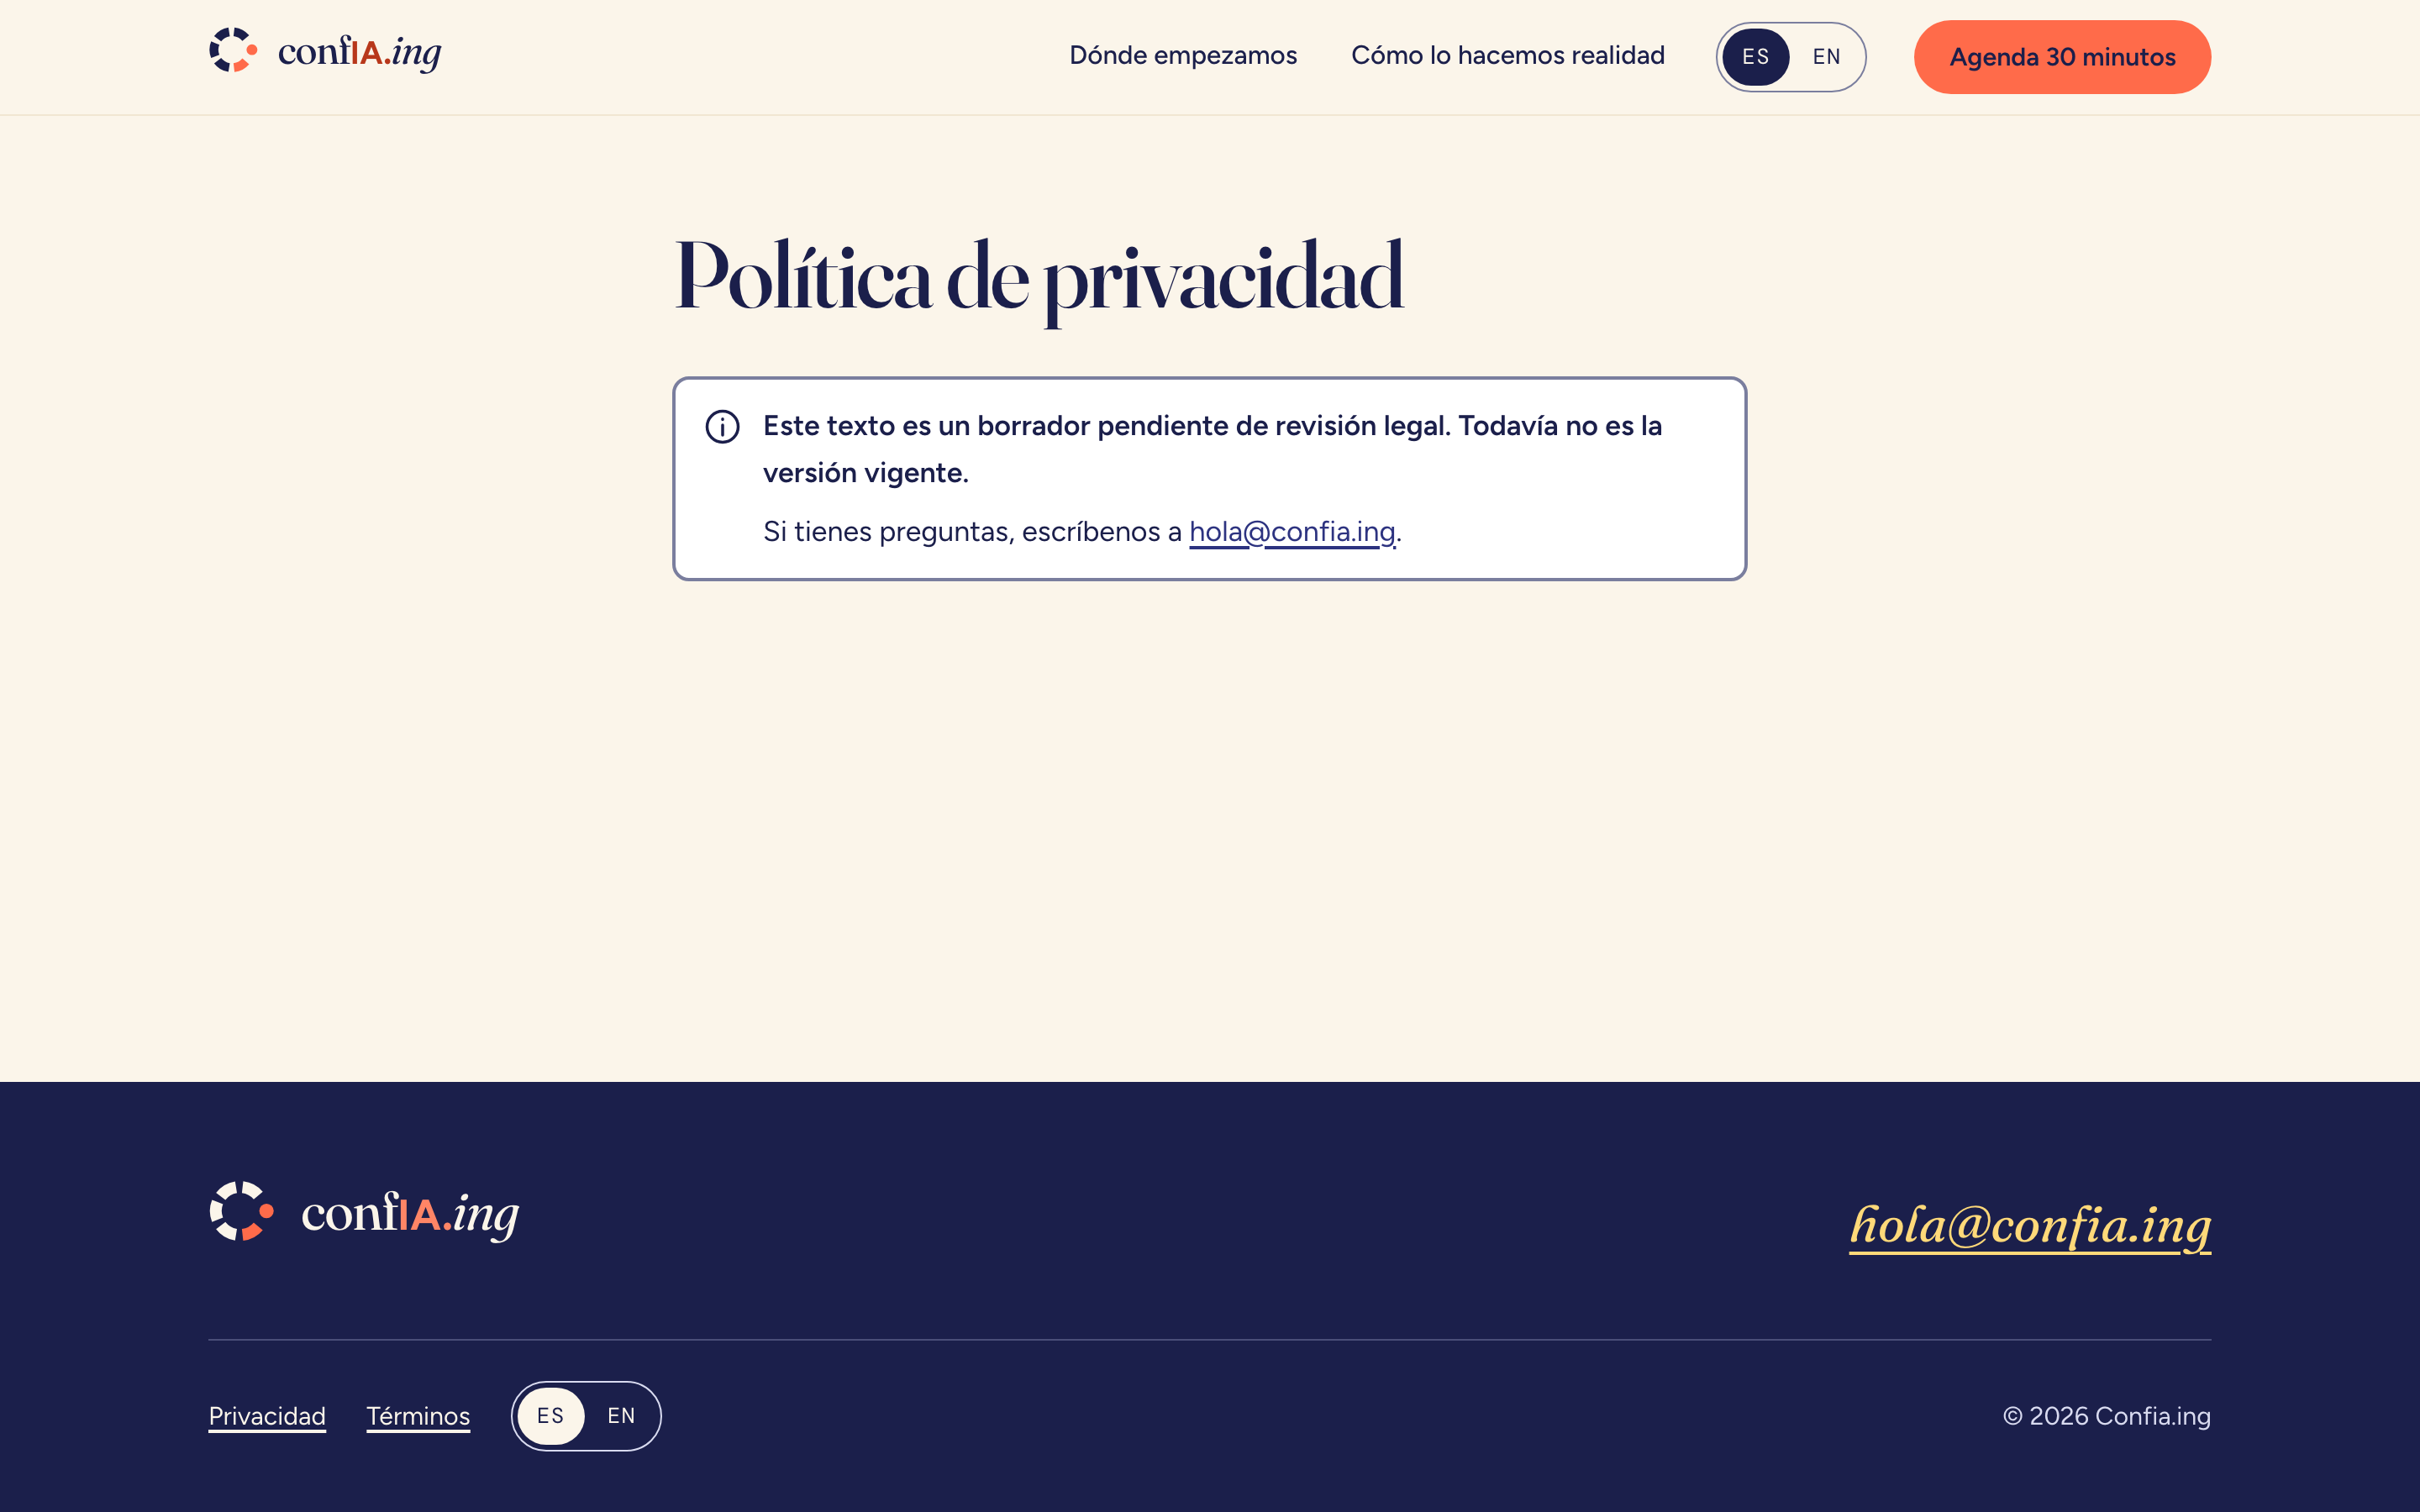 confIA.ing
Dónde empezamos
Cómo lo hacemos realidad
ES
EN
Agenda 30 minutos
Política de privacidad
Este texto es un borrador pendiente de revisión legal. Todavía no es la
versión vigente.
Si tienes preguntas, escríbenos a hola@confia.ing.
confIA.ing
hola@confia.ing
Privacidad
Términos
ES
EN
© 2026 Confia.ing